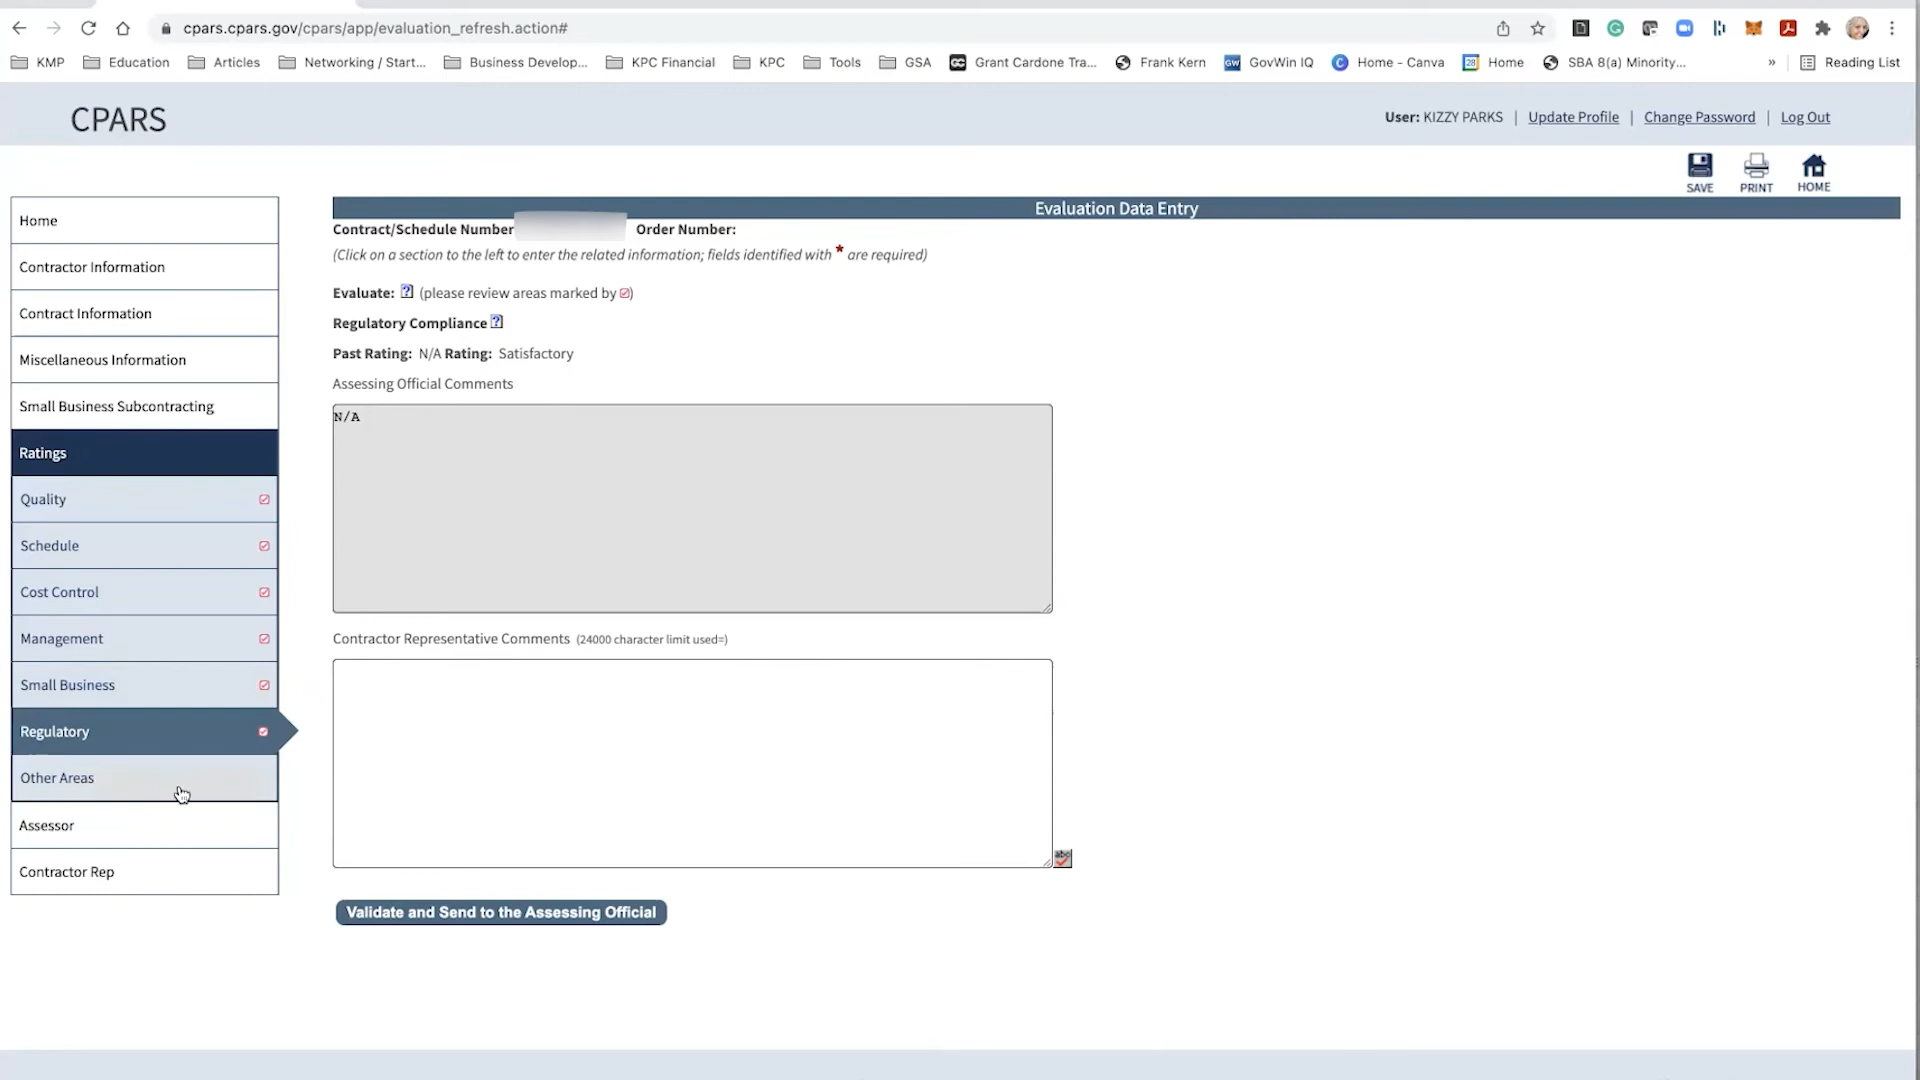 cpars.cpars.gov/cpars/app/evaluation_refresh.action#
KMP Education Articles Networking / Start... Business Develop... KPC Financial KPC Tools GSA GC Grant Cardone Tra... Frank Kern GW GovWin IQ C Home - Canva 28 Home SBA 8(a) Minority... » Reading List
CPARS
User: KIZZY PARKS | Update Profile | Change Password | Log Out
SAVE PRINT HOME
Home
Contractor Information
Contract Information
Miscellaneous Information
Small Business Subcontracting
Ratings
Quality
Schedule
Cost Control
Management
Small Business
Regulatory
Other Areas
Assessor
Contractor Rep
Evaluation Data Entry
Contract/Schedule Number Order Number:
(Click on a section to the left to enter the related information; fields identified with * are required)
Evaluate: ? (please review areas marked by ☑)
Regulatory Compliance ?
Past Rating: N/A Rating: Satisfactory
Assessing Official Comments
N/A
Contractor Representative Comments (24000 character limit used=)
abc
Validate and Send to the Assessing Official